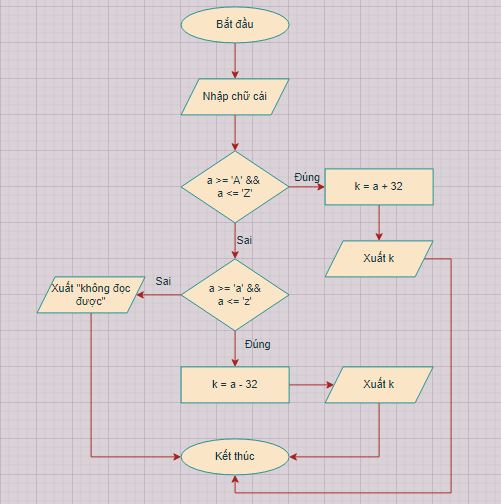 Bắt đầu
Nhập chữ cái
a >= 'A' &&
a <= 'Z'
Đúng
k = a + 32
Sai
Xuất k
a >= 'a' &&
a <= 'z'
Sai
Xuất "không đọc
được"
Đúng
k = a - 32
Xuất k
Kết thúc